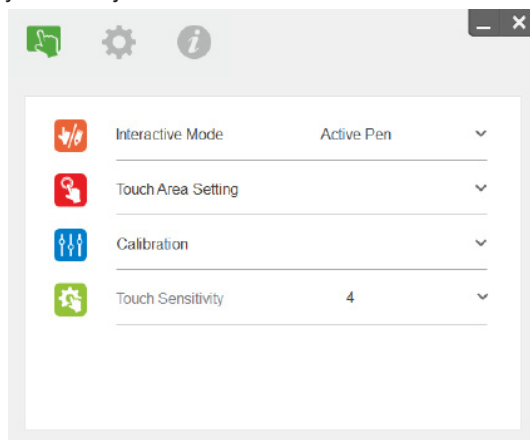 Interactive Mode Active Pen
Touch Area Setting
Calibration
Touch Sensitivity 4